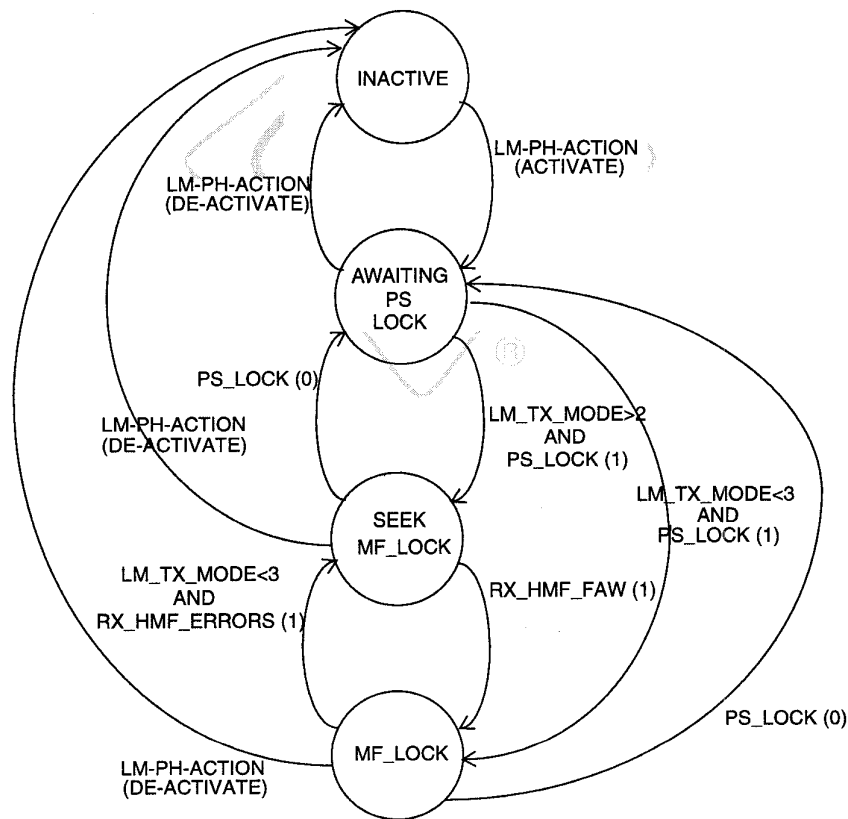 INACTIVE
LM-PH-ACTION
(ACTIVATE)
LM-PH-ACTION
(DE-ACTIVATE)
AWAITING
PS
LOCK
®
PS_LOCK (0)
LM_TX_MODE>2
AND
PS_LOCK (1)
LM-PH-ACTION
(DE-ACTIVATE)
LM_TX_MODE<3
AND
PS_LOCK (1)
SEEK
MF_LOCK
LM_TX_MODE<3
AND
RX_HMF_ERRORS (1)
RX_HMF_FAW (1)
PS_LOCK (0)
MF_LOCK
LM-PH-ACTION
(DE-ACTIVATE)